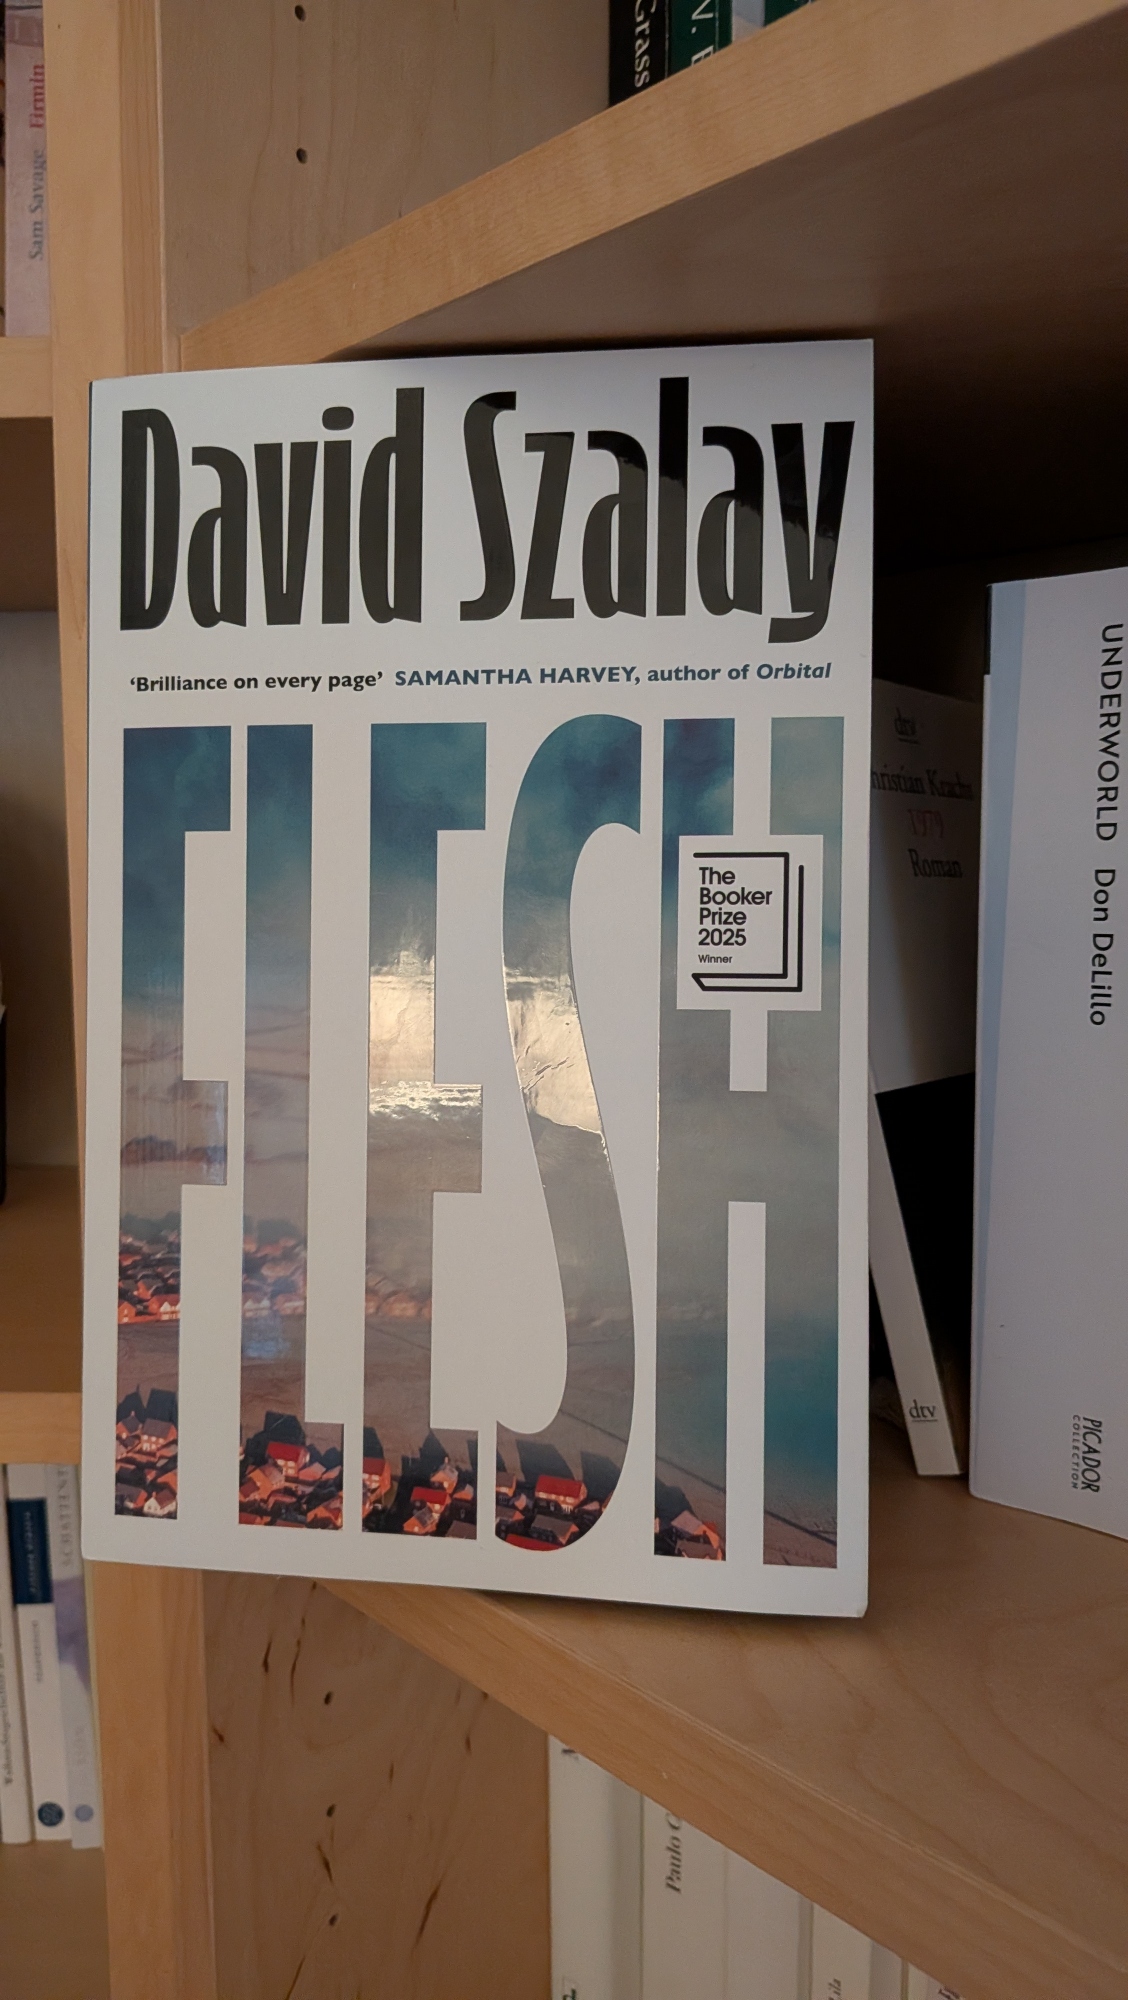 Grass
V.
Sam Savage Firmin
David Szalay
‘Brilliance on every page’ SAMANTHA HARVEY, author of Orbital
FLESH
The
Booker
Prize
2025
Winner
dtv
1979
Roman
dtv
UNDERWORLD Don DeLillo
PICADOR
COLLECTION
Paulo